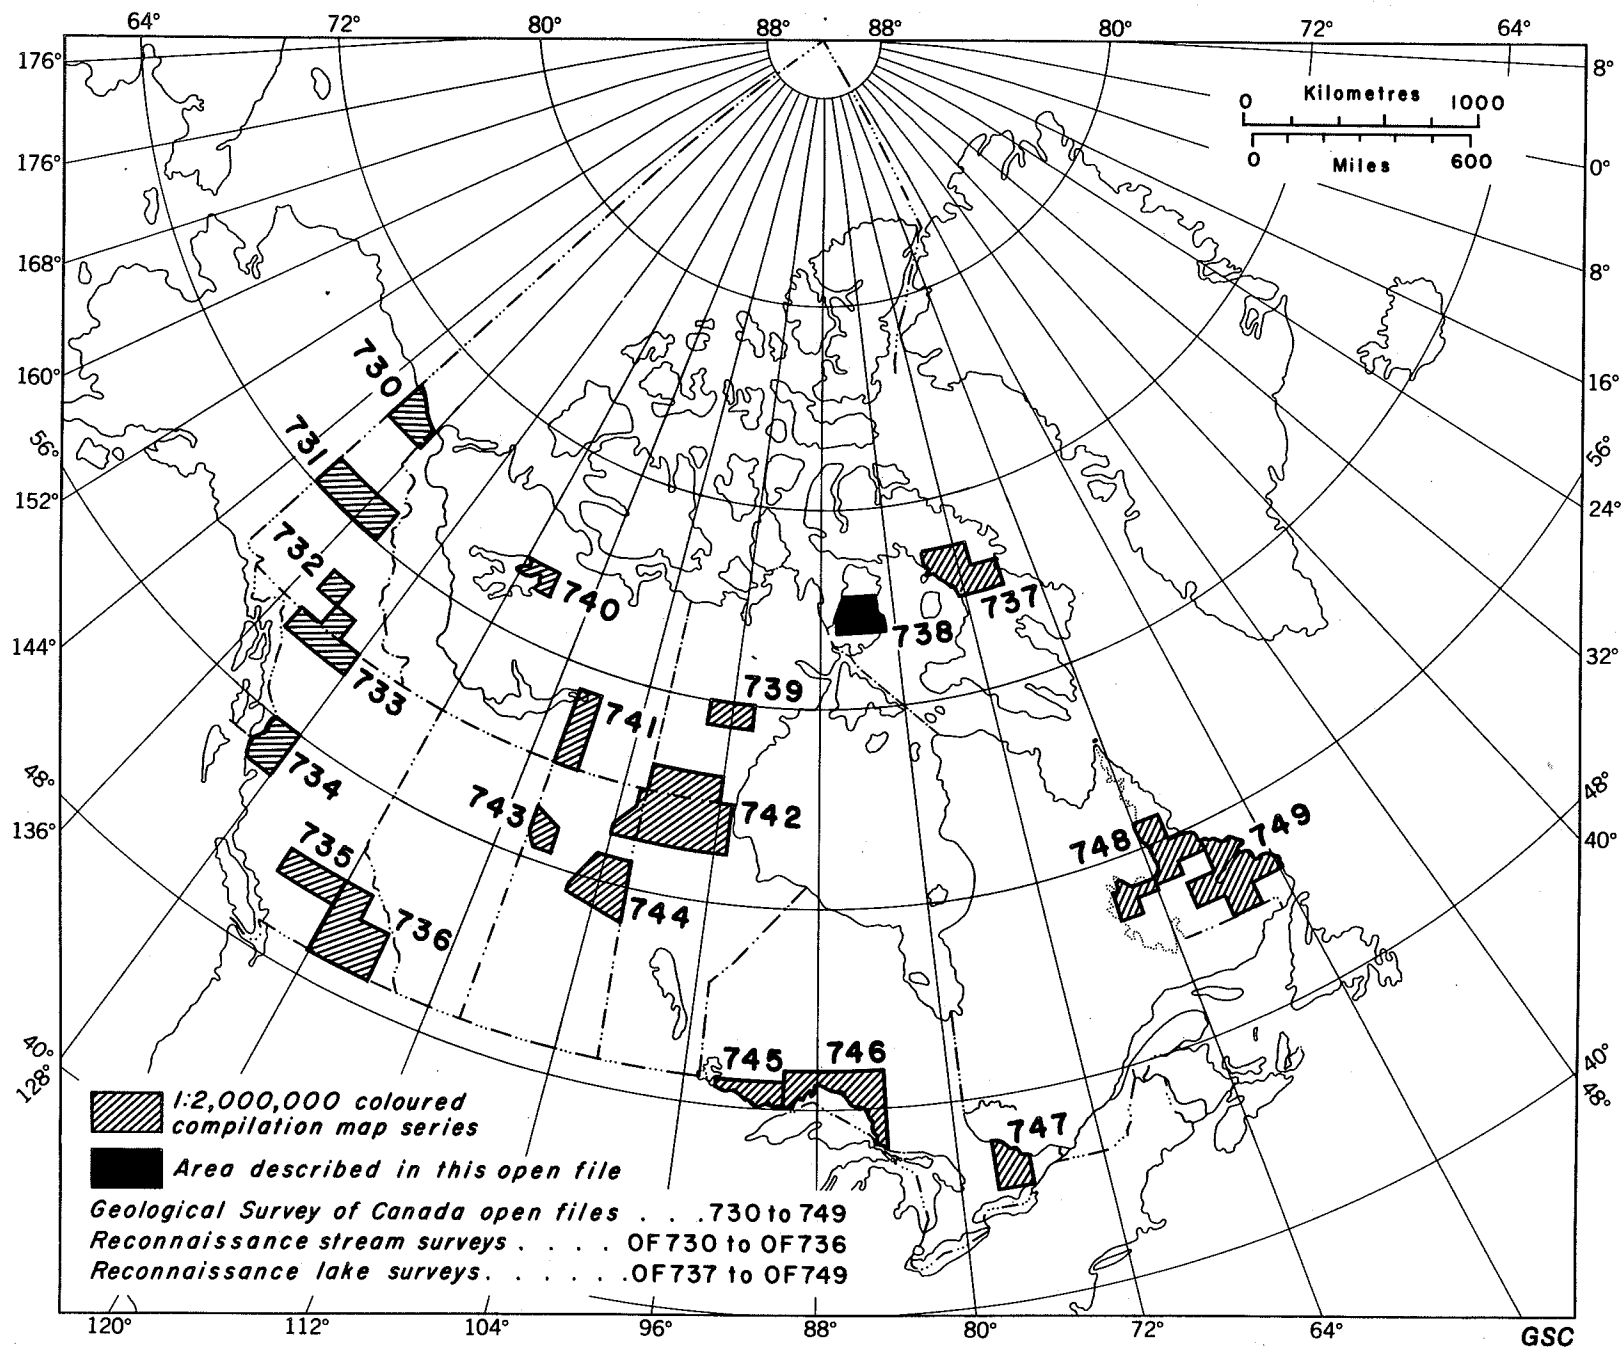 64° 72° 80° 88° 88° 80° 72° 64°
176° 8°
0 Kilometres 1000
0 Miles 600
176° 0°
168° 8°
160° 16°
730
731
56° 56°
152° 24°
732
740
737
738
144° 32°
733
739
741
734
48° 48°
743
742
136° 40°
748
749
735
736
744
40° 40°
128° 48°
745 746
747
1:2,000,000 coloured
compilation map series
Area described in this open file
Geological Survey of Canada open files . . .730 to 749
Reconnaissance stream surveys . . . . OF730 to OF736
Reconnaissance lake surveys. . . . . . .OF737 to OF749
120° 112° 104° 96° 88° 80° 72° 64°
GSC